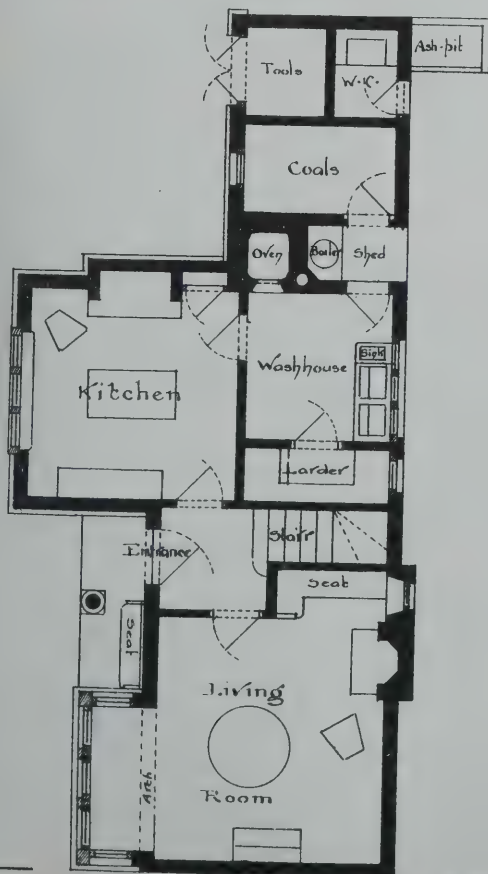 Ash-pit
Tools
W.C.
Coals
Oven
Boiler
Shed
Washhouse
Sink
Kitchen
Larder
Entrance
Stair
Seat
Seat
Living
Room
Arch